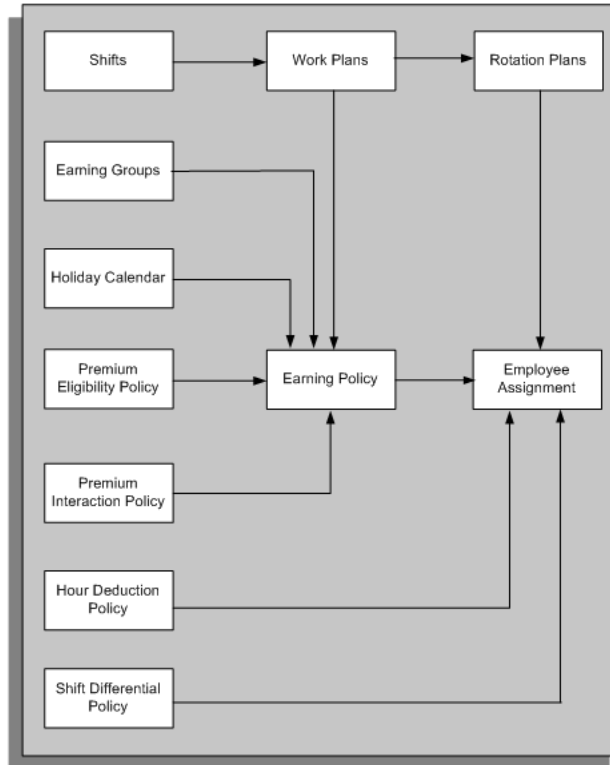 Shifts
Work Plans
Rotation Plans
Earning Groups
Holiday Calendar
Premium
Eligibility Policy
Earning Policy
Employee
Assignment
Premium
Interaction Policy
Hour Deduction
Policy
Shift Differential
Policy